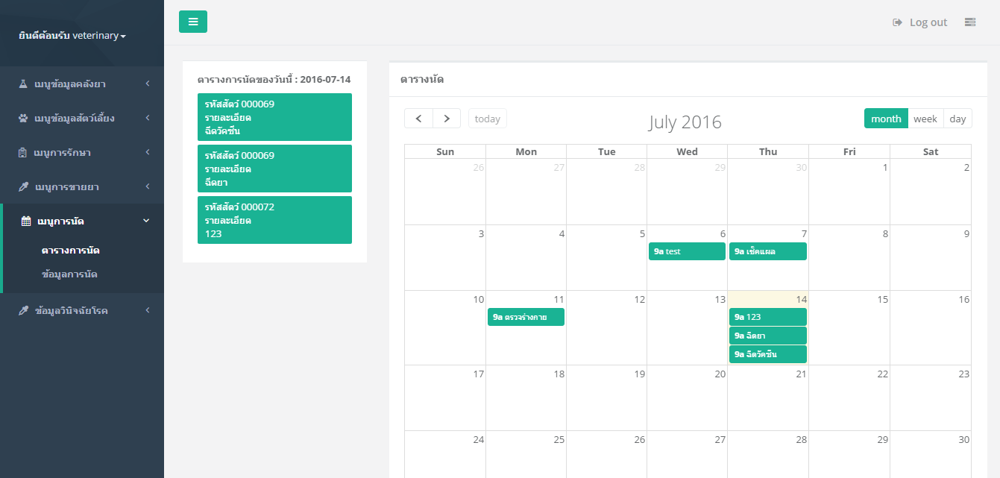 ยินดีต้อนรับ veterinary
เมนูข้อมูลคลังยา
เมนูข้อมูลสัตว์เลี้ยง
เมนูการรักษา
เมนูการขายยา
เมนูการนัด
ตารางการนัด
ข้อมูลการนัด
ข้อมูลวินิจฉัยโรค
Log out
ตารางการนัดของวันนี้ : 2016-07-14
รหัสสัตว์ 000069
รายละเอียด
ฉีดวัคซีน
รหัสสัตว์ 000069
รายละเอียด
ฉีดยา
รหัสสัตว์ 000072
รายละเอียด
123
ตารางนัด
today
July 2016
month week day
Sun Mon Tue Wed Thu Fri Sat
26 27 28 29 30 1 2
3 4 5 6 7 8 9
9a test 9a เช็คแผล
10 11 12 13 14 15 16
9a ตรวจร่างกาย 9a 123
9a ฉีดยา
9a ฉีดวัคซีน
17 18 19 20 21 22 23
24 25 26 27 28 29 30